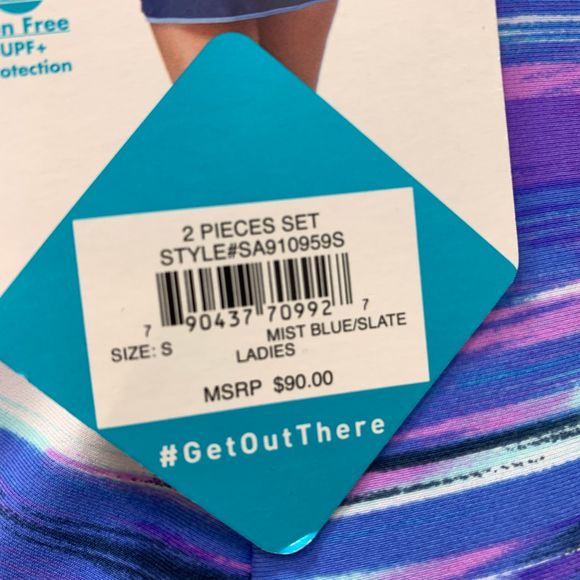 n Free
UPF+
otection
2 PIECES SET
STYLE#SA910959S
7 90437 70992 7
MIST BLUE/SLATE
SIZE: S LADIES
MSRP $90.00
#GetOutThere